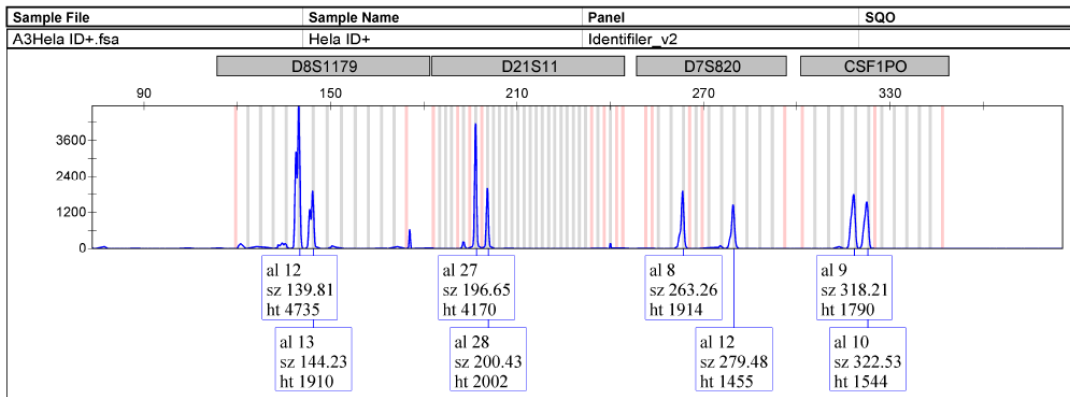 Sample File Sample Name Panel SQO
A3Hela ID+.fsa Hela ID+ Identifiler_v2
D8S1179 D21S11 D7S820 CSF1PO
90 150 210 270 330
3600
2400
1200
0
al 12 al 27 al 8 al 9
sz 139.81 sz 196.65 sz 263.26 sz 318.21
ht 4735 ht 4170 ht 1914 ht 1790
al 13 al 28 al 12 al 10
sz 144.23 sz 200.43 sz 279.48 sz 322.53
ht 1910 ht 2002 ht 1455 ht 1544